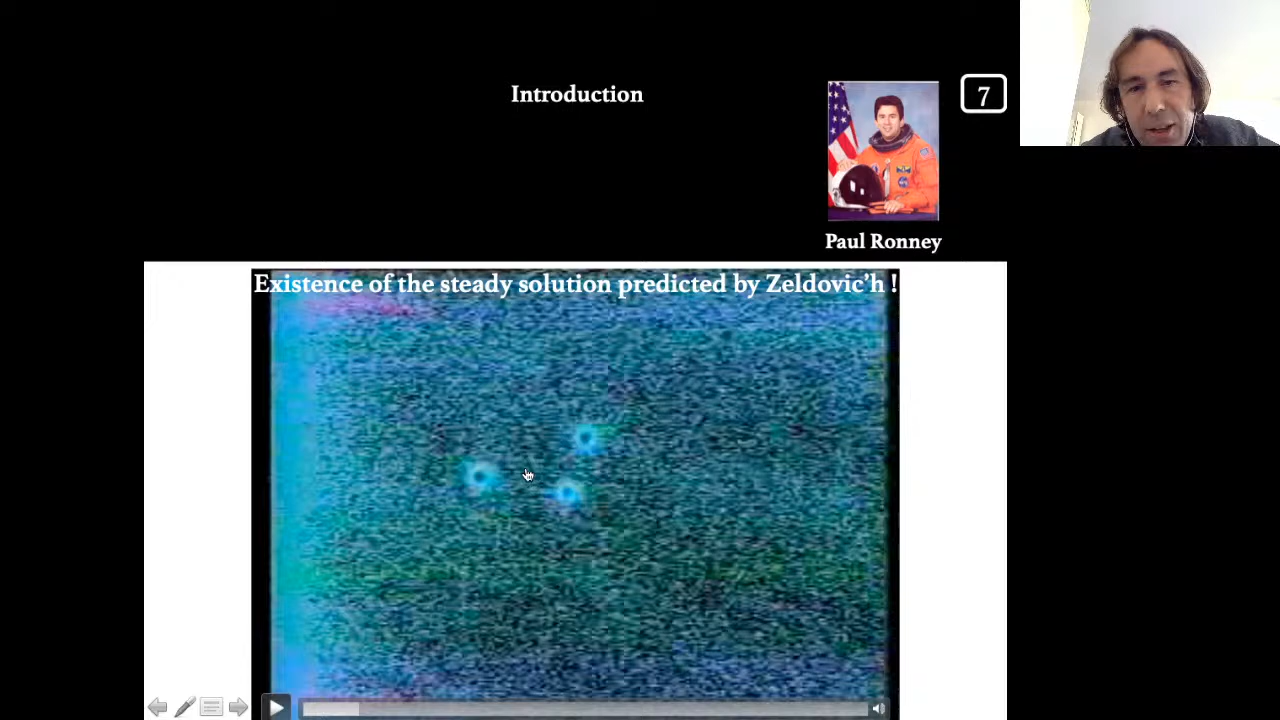 Introduction
7
Paul Ronney
Existence of the steady solution predicted by Zeldovic’h !